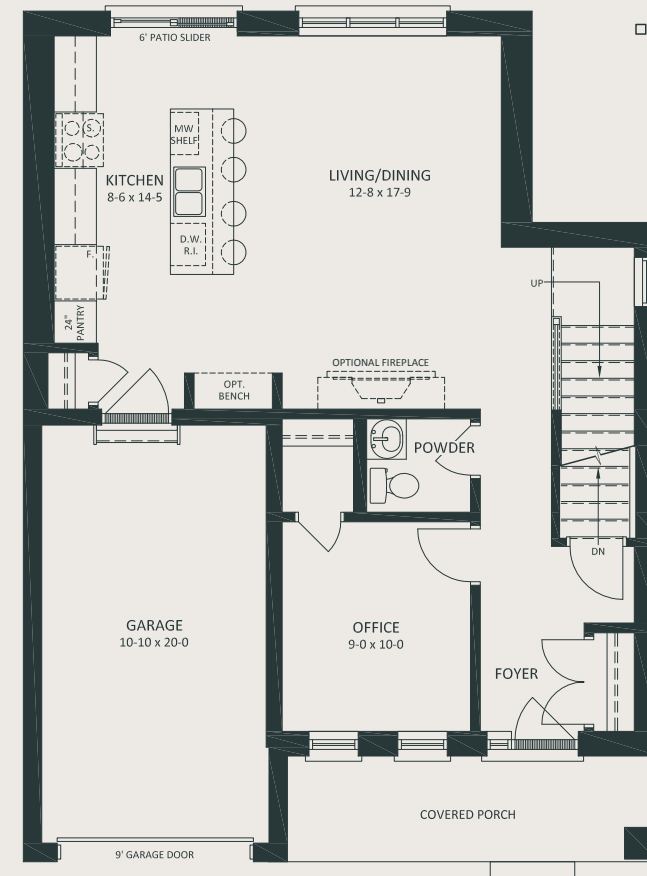 6' PATIO SLIDER
S.
MW
SHELF
KITCHEN
8-6 x 14-5
LIVING/DINING
12-8 x 17-9
D.W.
R.I.
F.
UP
24"
PANTRY
OPTIONAL FIREPLACE
OPT.
BENCH
POWDER
DN
GARAGE
10-10 x 20-0
OFFICE
9-0 x 10-0
FOYER
COVERED PORCH
9' GARAGE DOOR